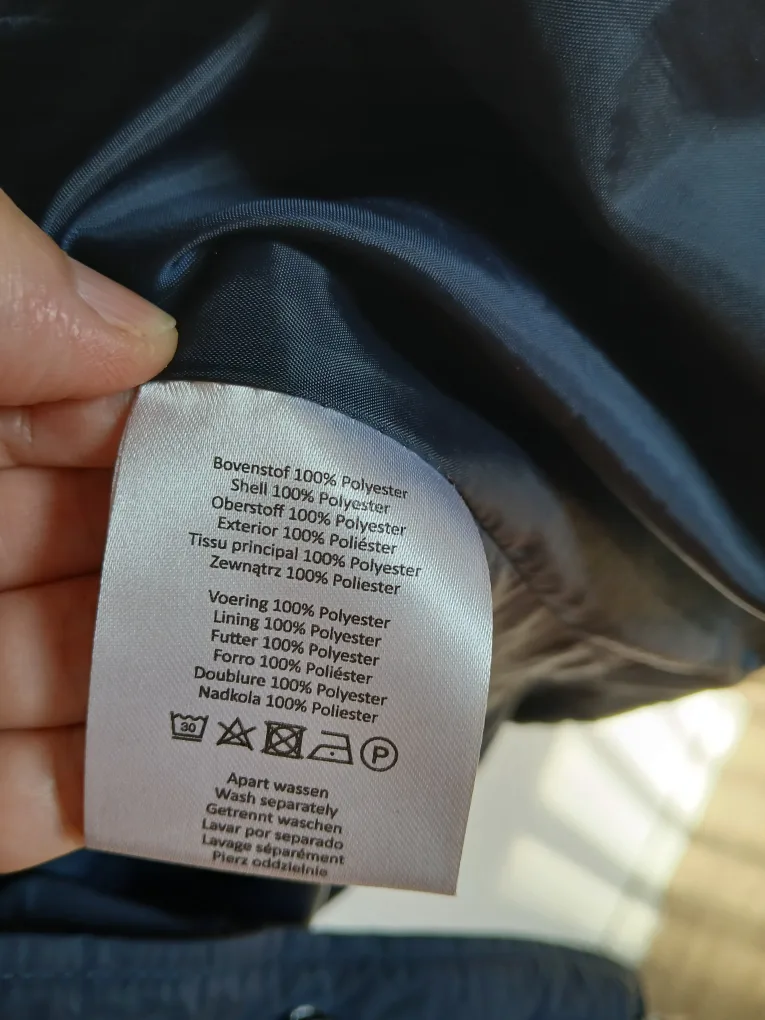 Bovenstof 100% Polyester
Shell 100% Polyester
Oberstoff 100% Polyester
Exterior 100% Poliéster
Tissu principal 100% Polyester
Zewnątrz 100% Poliester
Voering 100% Polyester
Lining 100% Polyester
Futter 100% Polyester
Forro 100% Poliéster
Doublure 100% Polyester
Nadkola 100% Poliester
30 P
Apart wassen
Wash separately
Getrennt waschen
Lavar por separado
Lavage séparément
Pierz oddzielnie